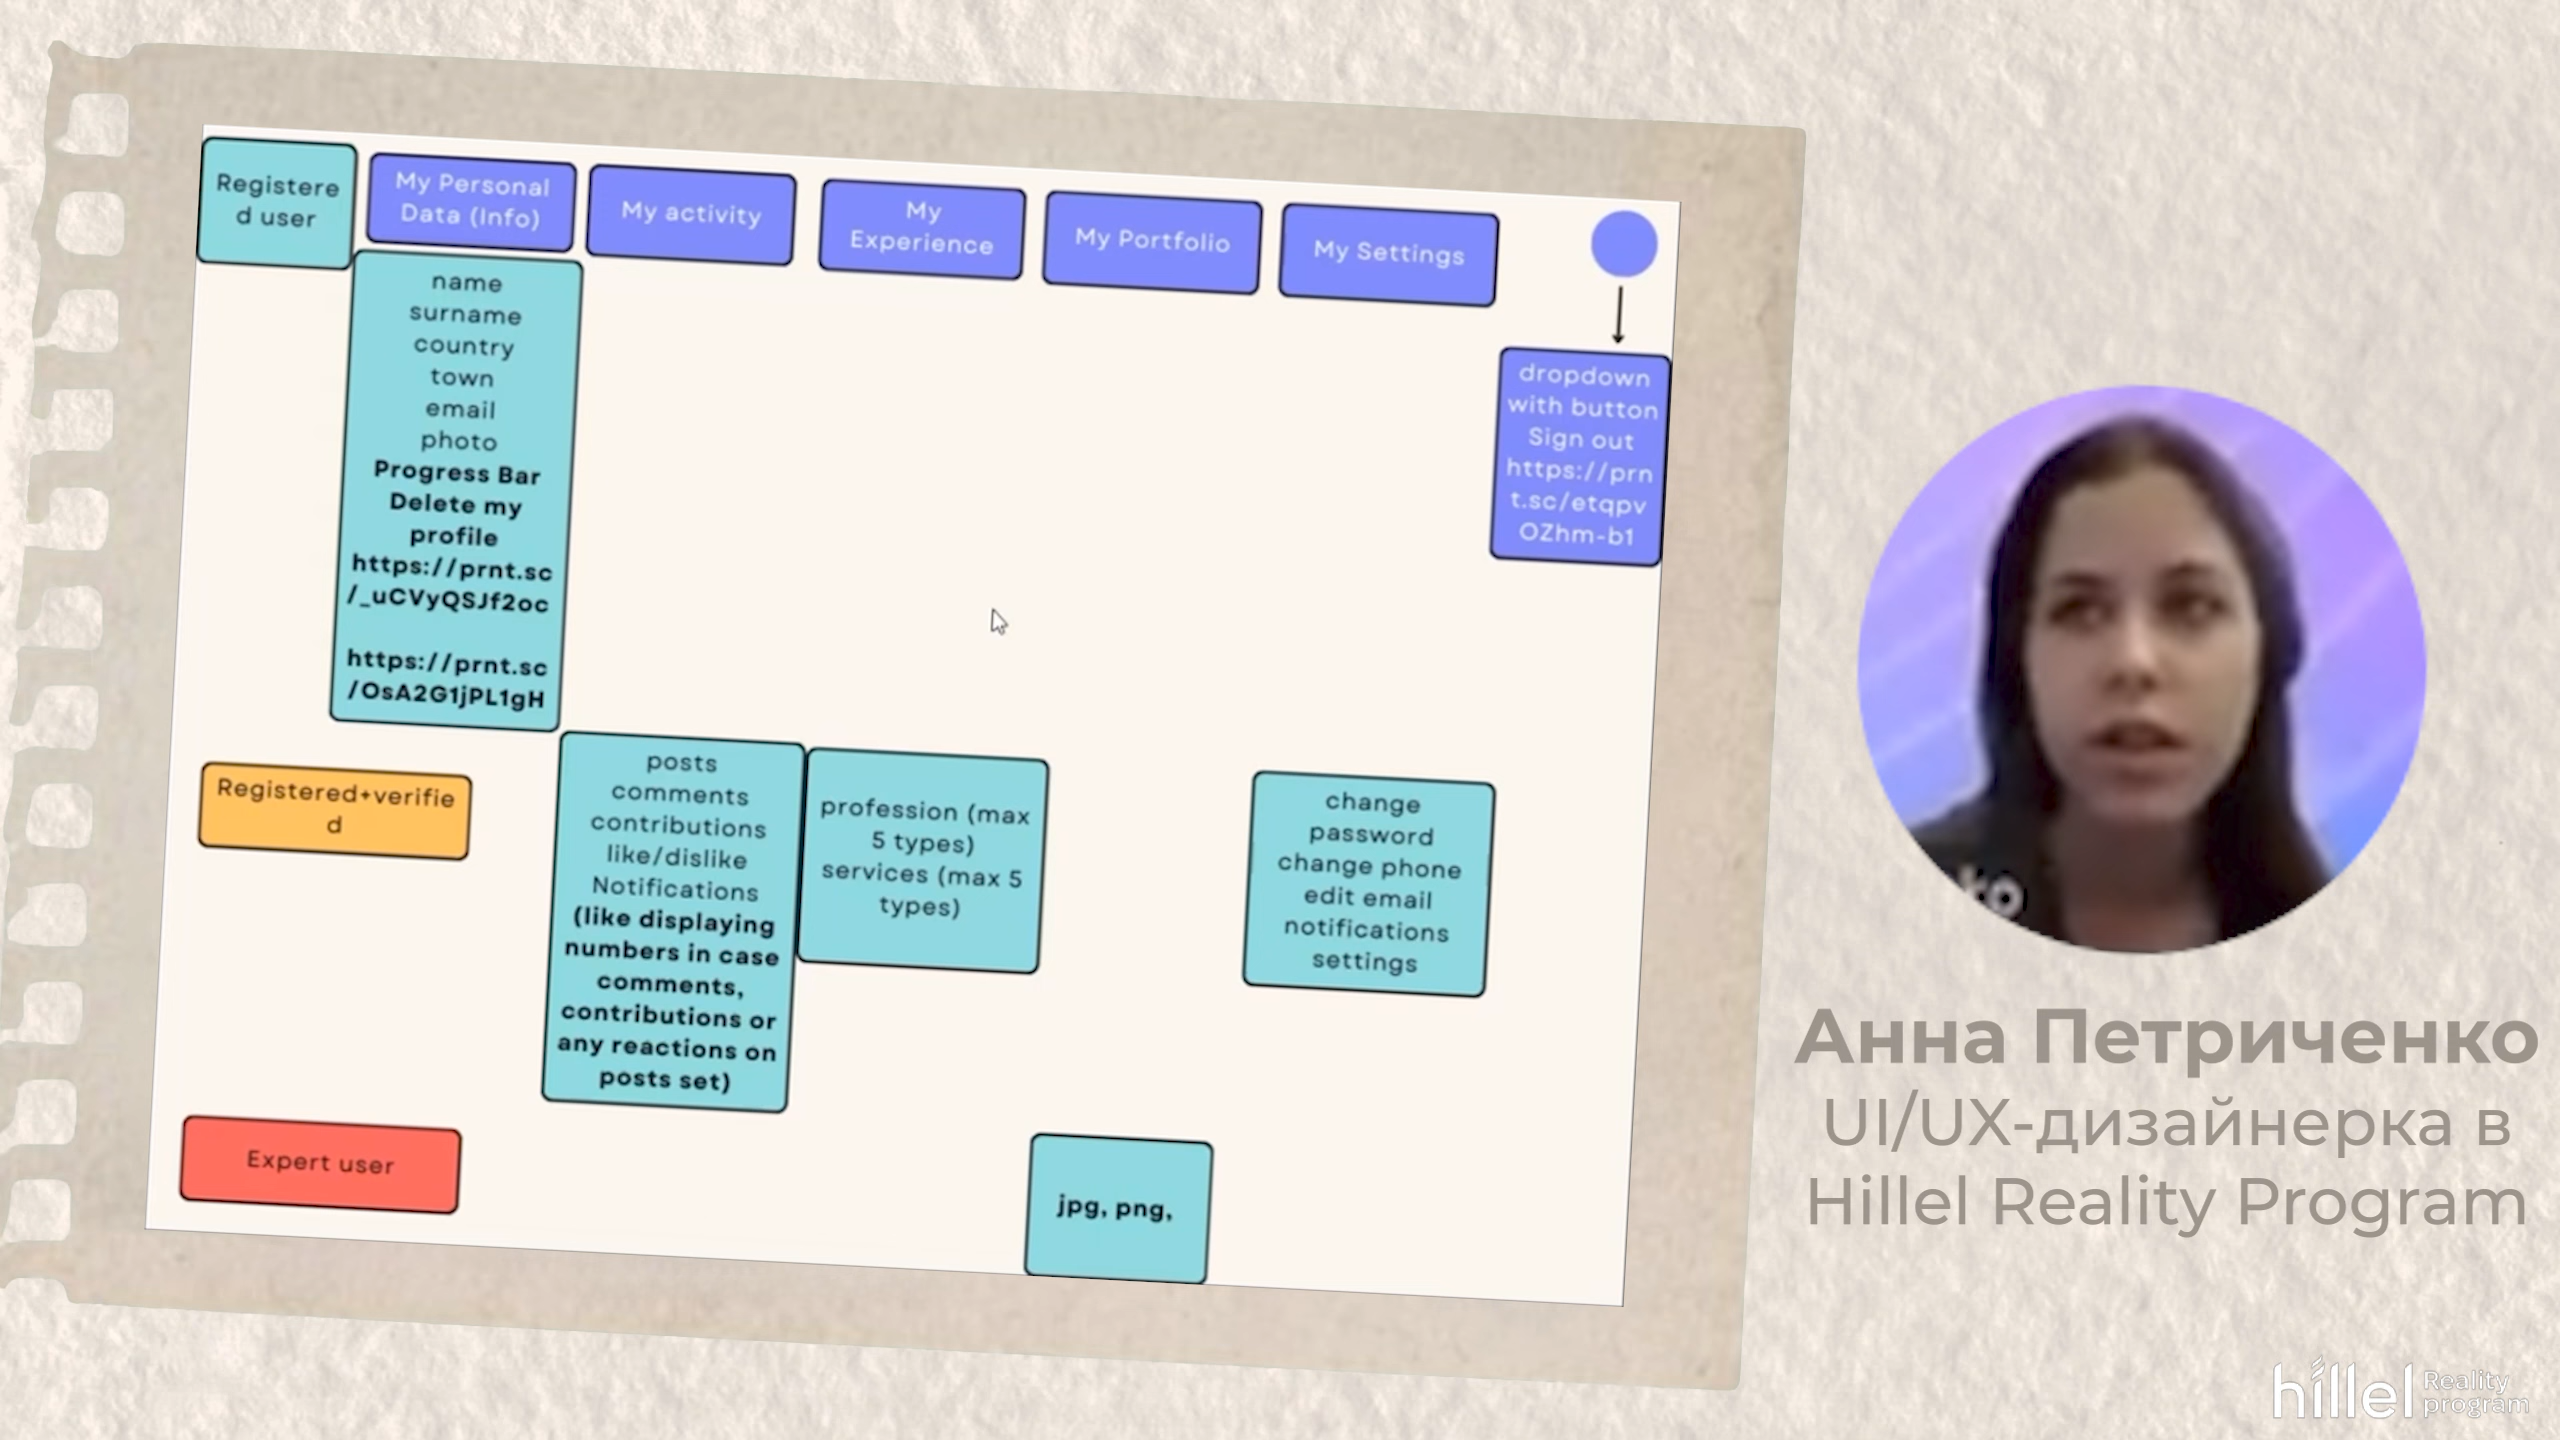 Registere
d user
My Personal
Data (Info)
My activity
My
Experience
My Portfolio
My Settings
name
surname
country
town
email
photo
Progress Bar
Delete my
profile
https://prnt.sc
/_uCVyQSJf2oc
https://prnt.sc
/OsA2G1jPL1gH
dropdown
with button
Sign out
https://prn
t.sc/etqpv
OZhm-b1
Registered+verifie
d
posts
comments
contributions
like/dislike
Notifications
(like displaying
numbers in case
comments,
contributions or
any reactions on
posts set)
profession (max
5 types)
services (max 5
types)
change
password
change phone
edit email
notifications
settings
Expert user
jpg, png,
ko
Анна Петриченко
UI/UX-дизайнерка в
Hillel Reality Program
hillel Reality
program